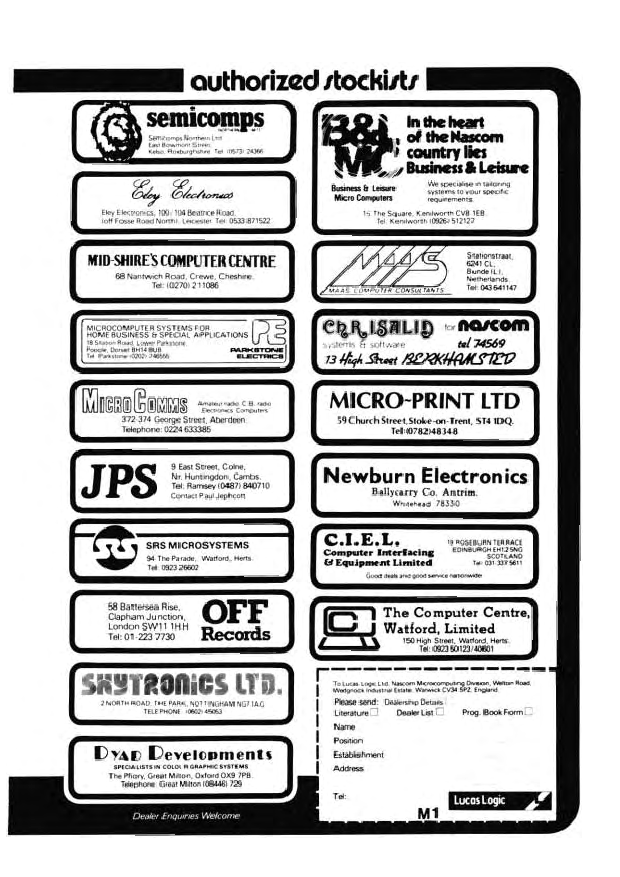 authorized stockists
semicomps
NORTHERN LTD
Semicomps Northern Ltd
East Bowmont Street,
Kelso, Roxburghshire. Tel: (0573) 24366
Eloy Electronics
Eley Electronics, 100/104 Beatrice Road,
(off Fosse Road North), Leicester. Tel: 0533 871522
MID-SHIRE'S COMPUTER CENTRE
68 Nantwich Road, Crewe, Cheshire.
Tel: (0270) 211086
MICROCOMPUTER SYSTEMS FOR
HOME BUSINESS & SPECIAL APPLICATIONS
18 Station Road, Lower Parkstone
Poole, Dorset BH14 8UB
Tel: Parkstone (0202) 746555
PE
PARKSTONE
ELECTRICS
MICROCOMMS
Amateur radio C.B. radio
Electronics Computers
372-374 George Street, Aberdeen.
Telephone: 0224 633385
JPS
9 East Street, Colne,
Nr. Huntingdon, Cambs.
Tel: Ramsey (0487) 840710
Contact Paul Jephcott
SRS
SRS MICROSYSTEMS
94 The Parade, Watford, Herts.
Tel: 0923 26602
58 Battersea Rise,
Clapham Junction,
London SW11 1HH
Tel: 01-223 7730
OFF
Records
SKYTRONICS LTD.
2 NORTH ROAD, THE PARK, NOTTINGHAM NG7 1AG
TELEPHONE: (0602) 45053
DYAD Developments
SPECIALISTS IN COLOUR GRAPHIC SYSTEMS
The Priory, Great Milton, Oxford OX9 7PB.
Telephone: Great Milton (08446) 729
Dealer Enquiries Welcome
B&L
MC
Business & Leisure
Micro Computers
In the heart
of the Nascom
country lies
Business & Leisure
We specialise in tailoring
systems to your specific
requirements.
15 The Square, Kenilworth CV8 1EB.
Tel: Kenilworth (0926) 512127
MAAS
MAAS COMPUTER CONSULTANTS
Stationstraat,
6241 CL,
Bunde (L),
Netherlands
Tel: 043 641147
CHRISALID for nascom
systems & software tel 74569
13 High Street BERKHAMSTED
MICRO-PRINT LTD
59 Church Street, Stoke-on-Trent, ST4 1DQ.
Tel: (0782) 48348
Newburn Electronics
Ballycarry Co. Antrim.
Whitehead 78330
C.I.E.L.
Computer Interfacing
& Equipment Limited
19 ROSEBURN TERRACE
EDINBURGH EH12 5NG
SCOTLAND
Tel: 031 337 5611
Good deals and good service nationwide
The Computer Centre,
Watford, Limited
150 High Street, Watford, Herts.
Tel: (0923 50123/40601
To Lucas Logic Ltd. Nascom Microcomputing Division, Welton Road,
Wedgnock Industrial Estate, Warwick CV34 5PZ, England.
Please send: Dealership Details
Literature Dealer List Prog. Book Form
Name
Position
Establishment
Address
Tel:
Lucas Logic
M1